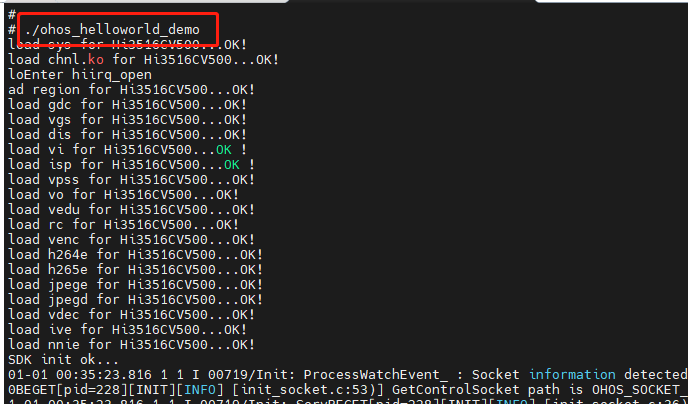 #
# ./ohos_helloworld_demo
load sys for Hi3516CV500...OK!
load chnl.ko for Hi3516CV500...OK!
loEnter hiirq_open
ad region for Hi3516CV500...OK!
load gdc for Hi3516CV500...OK!
load vgs for Hi3516CV500...OK!
load dis for Hi3516CV500...OK!
load vi for Hi3516CV500...OK !
load isp for Hi3516CV500...OK !
load vpss for Hi3516CV500...OK!
load vo for Hi3516CV500...OK!
load vedu for Hi3516CV500...OK!
load rc for Hi3516CV500...OK!
load venc for Hi3516CV500...OK!
load h264e for Hi3516CV500...OK!
load h265e for Hi3516CV500...OK!
load jpege for Hi3516CV500...OK!
load jpegd for Hi3516CV500...OK!
load vdec for Hi3516CV500...OK!
load ive for Hi3516CV500...OK!
load nnie for Hi3516CV500...OK!
SDK init ok...
01-01 00:35:23.816 1 1 I 00719/Init: ProcessWatchEvent_ : Socket information detected
0BEGET[pid=228][INIT][INFO] [init_socket.c:53)] GetControlSocket path is OHOS_SOCKET_